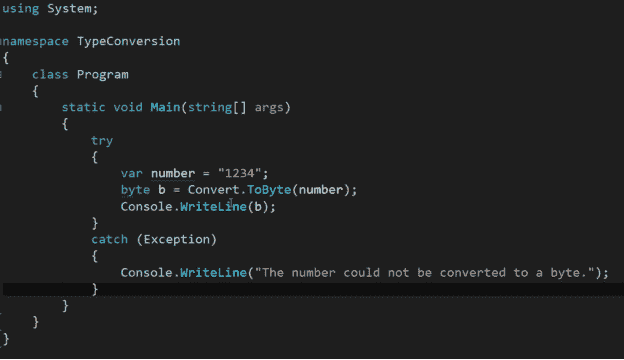 using System;
namespace TypeConversion
{
class Program
{
static void Main(string[] args)
{
try
{
var number = "1234";
byte b = Convert.ToByte(number);
Console.WriteLine(b);
}
catch (Exception)
{
Console.WriteLine("The number could not be converted to a byte.");
}
}
}
}